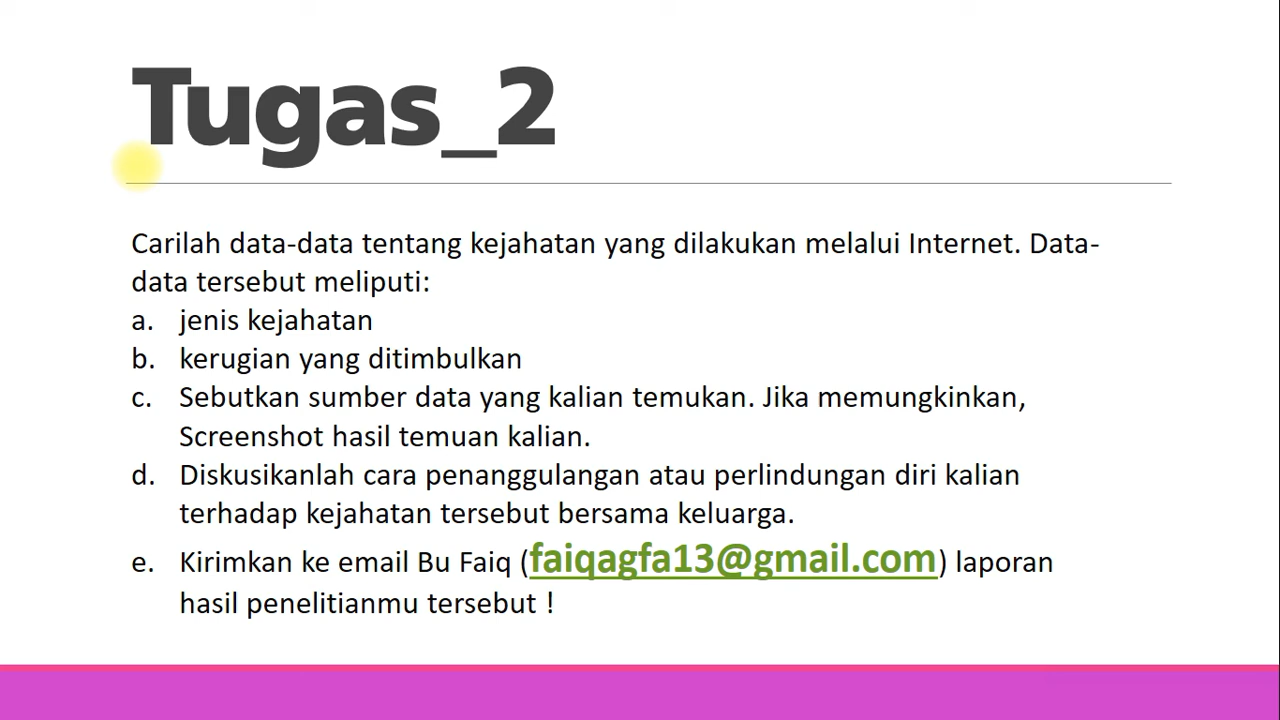 Tugas_2
Carilah data-data tentang kejahatan yang dilakukan melalui Internet. Data-
data tersebut meliputi:
a. jenis kejahatan
b. kerugian yang ditimbulkan
c. Sebutkan sumber data yang kalian temukan. Jika memungkinkan,
Screenshot hasil temuan kalian.
d. Diskusikanlah cara penanggulangan atau perlindungan diri kalian
terhadap kejahatan tersebut bersama keluarga.
e. Kirimkan ke email Bu Faiq (faiqagfa13@gmail.com) laporan
hasil penelitianmu tersebut !